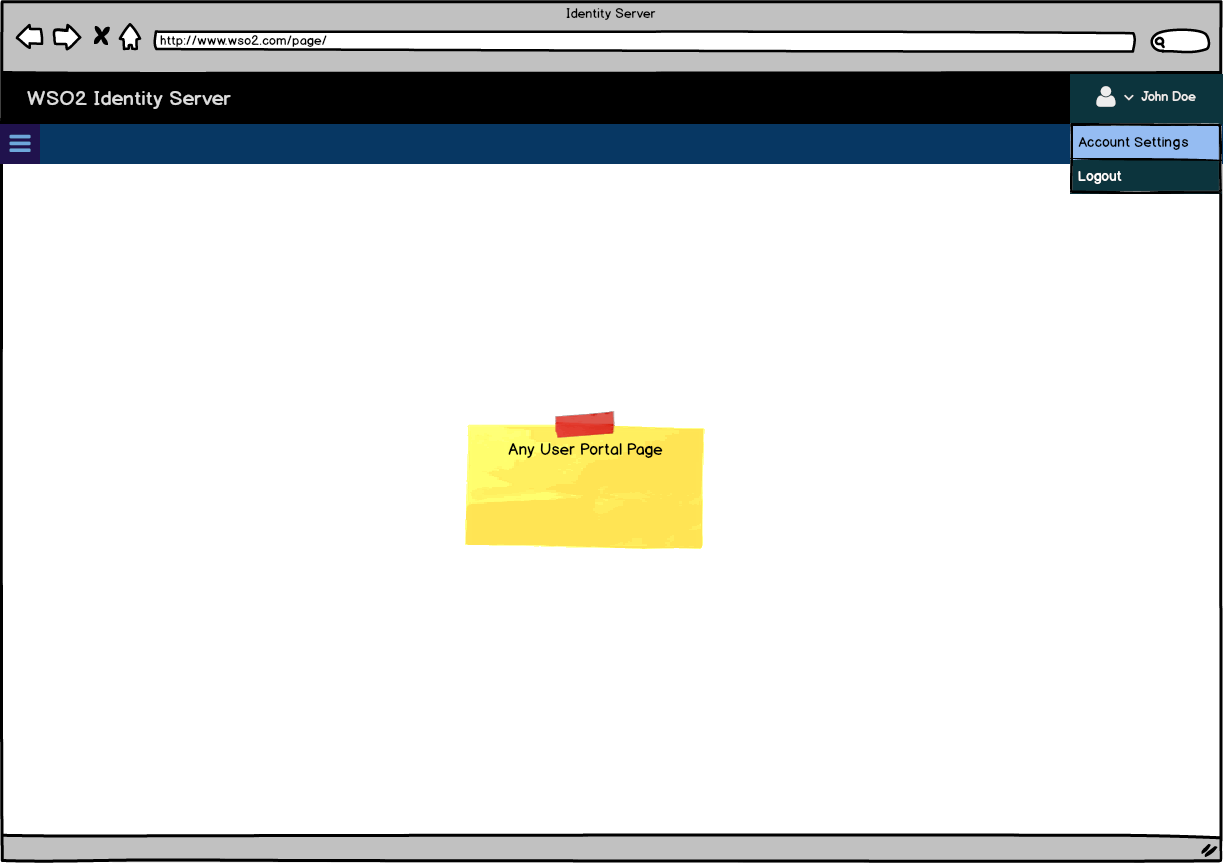 Identity Server
http://www.wso2.com/page/
WSO2 Identity Server
John Doe
Account Settings
Logout
Any User Portal Page